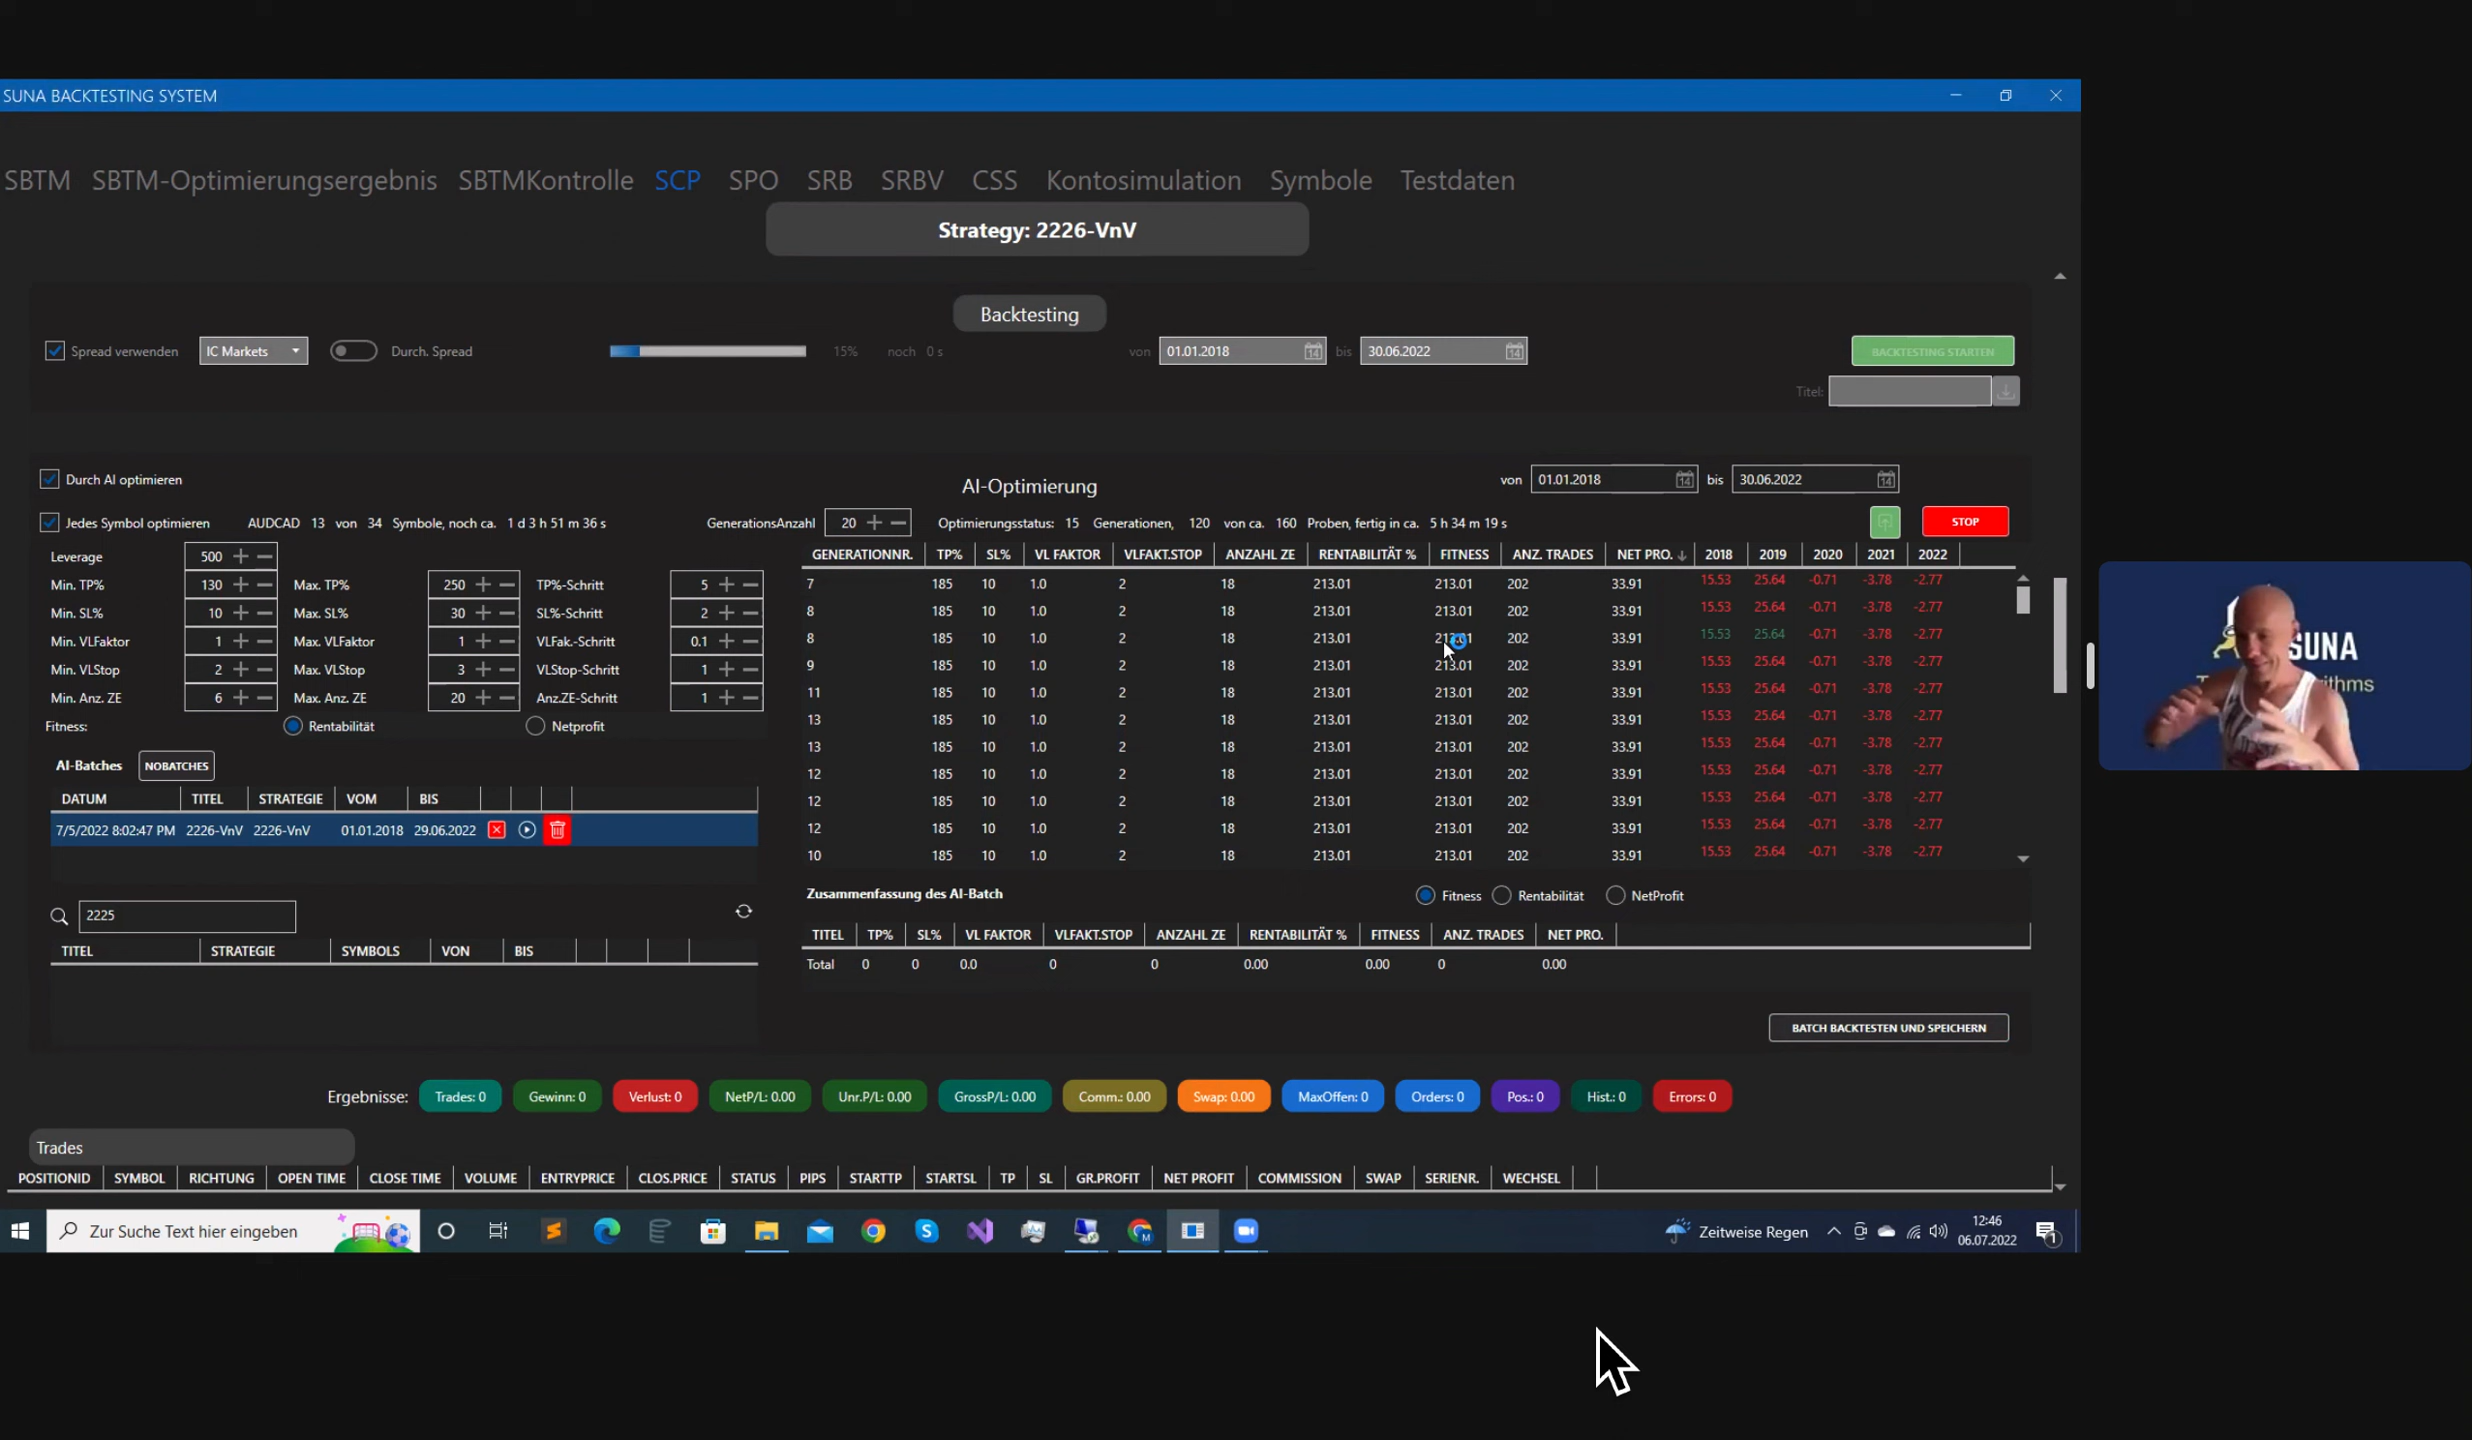 SUNA BACKTESTING SYSTEM
SBTM SBTM-Optimierungsergebnis SBTMKontrolle SCP SPO SRB SRBV CSS Kontosimulation Symbole Testdaten
Strategy: 2226-VnV
Backtesting
Spread verwenden IC Markets Durch. Spread 15% noch 0 s von 01.01.2018 14 bis 30.06.2022 14 BACKTESTING STARTEN
Titel:
Durch AI optimieren AI-Optimierung von 01.01.2018 14 bis 30.06.2022 14
Jedes Symbol optimieren AUDCAD 13 von 34 Symbole, noch ca. 1 d 3 h 51 m 36 s GenerationsAnzahl 20 Optimierungsstatus: 15 Generationen, 120 von ca. 160 Proben, fertig in ca. 5 h 34 m 19 s STOP
Leverage 500
Min. TP% 130 Max. TP% 250 TP%-Schritt 5
Min. SL% 10 Max. SL% 30 SL%-Schritt 2
Min. VLFaktor 1 Max. VLFaktor 1 VLFak.-Schritt 0.1
Min. VLStop 2 Max. VLStop 3 VLStop-Schritt 1
Min. Anz. ZE 6 Max. Anz. ZE 20 Anz.ZE-Schritt 1
Fitness: Rentabilität Netprofit
GENERATIONNR. TP% SL% VL FAKTOR VLFAKT.STOP ANZAHL ZE RENTABILITÄT % FITNESS ANZ. TRADES NET PRO. 2018 2019 2020 2021 2022
7 185 10 1.0 2 18 213.01 213.01 202 33.91 15.53 25.64 -0.71 -3.78 -2.77
8 185 10 1.0 2 18 213.01 213.01 202 33.91 15.53 25.64 -0.71 -3.78 -2.77
8 185 10 1.0 2 18 213.01 213.01 202 33.91 15.53 25.64 -0.71 -3.78 -2.77
9 185 10 1.0 2 18 213.01 213.01 202 33.91 15.53 25.64 -0.71 -3.78 -2.77
11 185 10 1.0 2 18 213.01 213.01 202 33.91 15.53 25.64 -0.71 -3.78 -2.77
13 185 10 1.0 2 18 213.01 213.01 202 33.91 15.53 25.64 -0.71 -3.78 -2.77
13 185 10 1.0 2 18 213.01 213.01 202 33.91 15.53 25.64 -0.71 -3.78 -2.77
12 185 10 1.0 2 18 213.01 213.01 202 33.91 15.53 25.64 -0.71 -3.78 -2.77
12 185 10 1.0 2 18 213.01 213.01 202 33.91 15.53 25.64 -0.71 -3.78 -2.77
12 185 10 1.0 2 18 213.01 213.01 202 33.91 15.53 25.64 -0.71 -3.78 -2.77
10 185 10 1.0 2 18 213.01 213.01 202 33.91 15.53 25.64 -0.71 -3.78 -2.77
AI-Batches NOBATCHES
DATUM TITEL STRATEGIE VOM BIS
7/5/2022 8:02:47 PM 2226-VnV 2226-VnV 01.01.2018 29.06.2022
2225
TITEL STRATEGIE SYMBOLS VON BIS
Zusammenfassung des AI-Batch Fitness Rentabilität NetProfit
TITEL TP% SL% VL FAKTOR VLFAKT.STOP ANZAHL ZE RENTABILITÄT % FITNESS ANZ. TRADES NET PRO.
Total 0 0 0.0 0 0 0.00 0.00 0 0.00
BATCH BACKTESTEN UND SPEICHERN
Ergebnisse: Trades: 0 Gewinn: 0 Verlust: 0 NetP/L: 0.00 Unr.P/L: 0.00 GrossP/L: 0.00 Comm.: 0.00 Swap: 0.00 MaxOffen: 0 Orders: 0 Pos.: 0 Hist.: 0 Errors: 0
Trades
POSITIONID SYMBOL RICHTUNG OPEN TIME CLOSE TIME VOLUME ENTRYPRICE CLOS.PRICE STATUS PIPS STARTTP STARTSL TP SL GR.PROFIT NET PROFIT COMMISSION SWAP SERIENR. WECHSEL
Zur Suche Text hier eingeben Zeitweise Regen 12:46
06.07.2022
1
SUNA